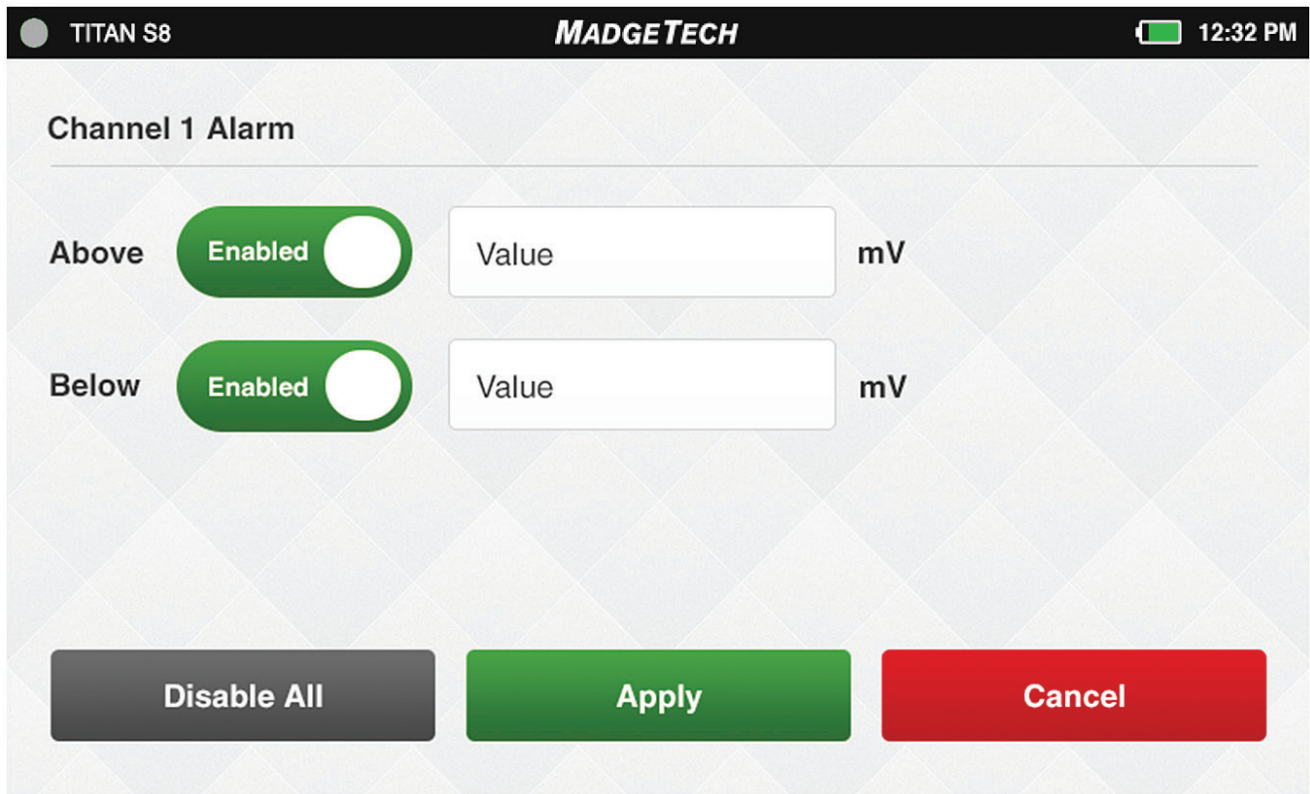 TITAN S8 MADGETECH 12:32 PM
Channel 1 Alarm
Above Enabled Value mV
Below Enabled Value mV
Disable All Apply Cancel